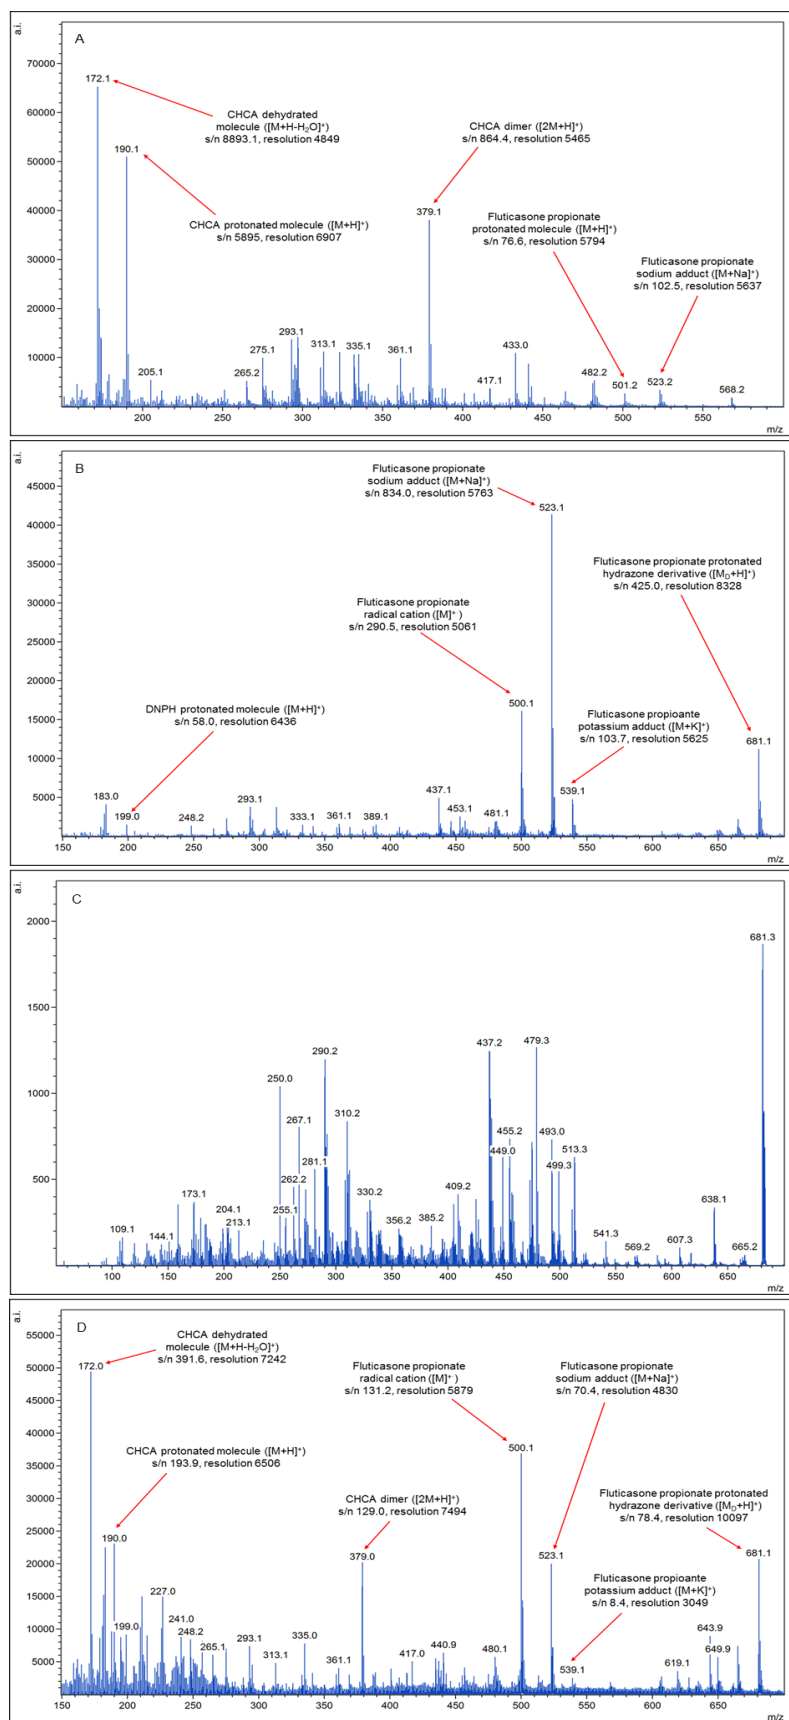 a.i.
A
70000
60000
50000
40000
30000
20000
10000
172.1
CHCA dehydrated
molecule ([M+H-H₂O]⁺)
s/n 8893.1, resolution 4849
190.1
CHCA protonated molecule ([M+H]⁺)
s/n 5895, resolution 6907
CHCA dimer ([2M+H]⁺)
s/n 864.4, resolution 5465
379.1
Fluticasone propionate
protonated molecule ([M+H]⁺)
s/n 76.6, resolution 5794
Fluticasone propionate
sodium adduct ([M+Na]⁺)
s/n 102.5, resolution 5637
205.1
265.2
275.1
293.1
313.1
335.1
361.1
417.1
433.0
482.2
501.2
523.2
568.2
200 250 300 350 400 450 500 550
m/z
a.i.
B
45000
40000
35000
30000
25000
20000
15000
10000
5000
Fluticasone propionate
sodium adduct ([M+Na]⁺)
s/n 834.0, resolution 5763
523.1
Fluticasone propionate protonated
hydrazone derivative ([M_D+H]⁺)
s/n 425.0, resolution 8328
Fluticasone propionate
radical cation ([M]⁺ )
s/n 290.5, resolution 5061
500.1
DNPH protonated molecule ([M+H]⁺)
s/n 58.0, resolution 6436
Fluticasone propioante
potassium adduct ([M+K]⁺)
s/n 103.7, resolution 5625
681.1
183.0
199.0
248.2
293.1
333.1
361.1
389.1
437.1
453.1
481.1
539.1
150 200 250 300 350 400 450 500 550 600 650
m/z
a.i.
C
2000
1500
1000
500
681.3
250.0
290.2
437.2
479.3
267.1
310.2
455.2
493.0
449.0
499.3
513.3
281.1
262.2
255.1
330.2
409.2
173.1
204.1
213.1
109.1
144.1
356.2
385.2
541.3
569.2
607.3
638.1
665.2
100 150 200 250 300 350 400 450 500 550 600 650
m/z
a.i.
D
55000
50000
45000
40000
35000
30000
25000
20000
15000
10000
5000
CHCA dehydrated
molecule ([M+H-H₂O]⁺)
s/n 391.6, resolution 7242
172.0
Fluticasone propionate
radical cation ([M]⁺ )
s/n 131.2, resolution 5879
Fluticasone propionate
sodium adduct ([M+Na]⁺)
s/n 70.4, resolution 4830
500.1
CHCA protonated molecule ([M+H]⁺)
s/n 193.9, resolution 6506
CHCA dimer ([2M+H]⁺)
s/n 129.0, resolution 7494
Fluticasone propionate protonated
hydrazone derivative ([M_D+H]⁺)
s/n 78.4, resolution 10097
190.0
379.0
523.1
681.1
Fluticasone propioante
potassium adduct ([M+K]⁺)
s/n 8.4, resolution 3049
199.0
227.0
241.0
248.2
265.1
293.1
313.1
335.0
361.1
417.0
440.9
480.1
539.1
619.1
643.9
649.9
150 200 250 300 350 400 450 500 550 600 650
m/z